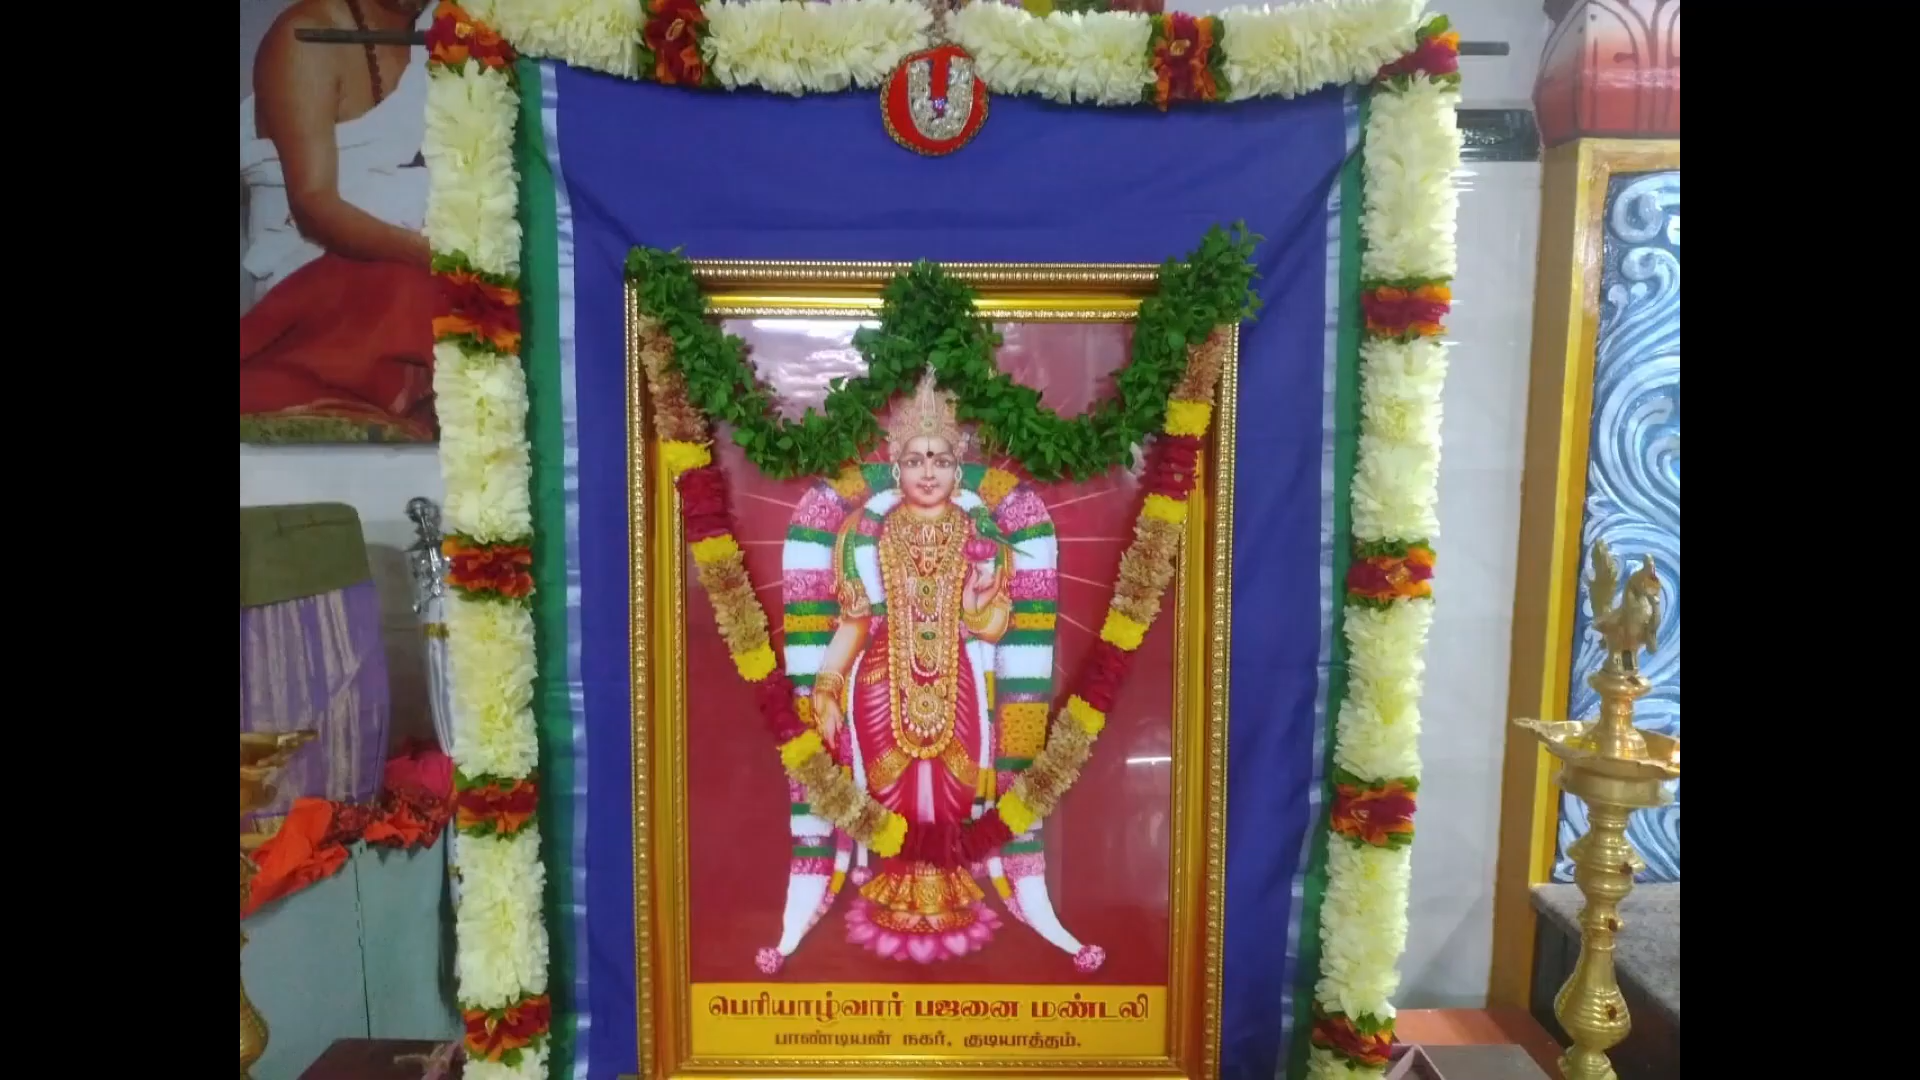 பெரியாழ்வார் பஜனை மண்டலி
பாண்டியன் நகர், குடியாத்தம்.